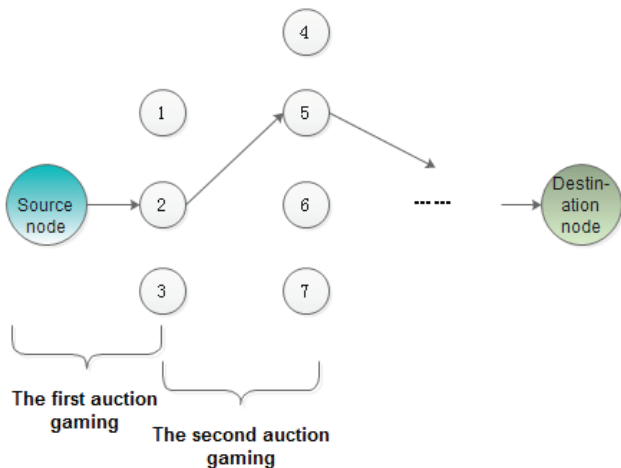 4
1
5
Source
node
2
6
......
Destin-
ation
node
3
7
The first auction
gaming
The second auction
gaming